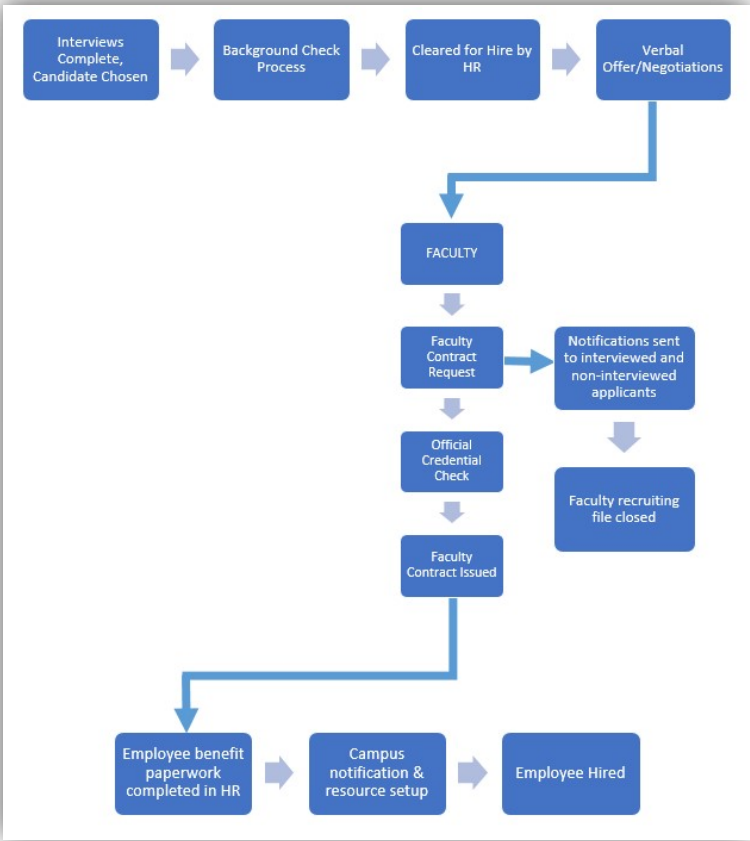 Interviews
Complete,
Candidate Chosen
Background Check
Process
Cleared for Hire by
HR
Verbal
Offer/Negotiations
FACULTY
Faculty
Contract
Request
Notifications sent
to interviewed and
non-interviewed
applicants
Official
Credential
Check
Faculty recruiting
file closed
Faculty
Contract Issued
Employee benefit
paperwork
completed in HR
Campus
notification &
resource setup
Employee Hired